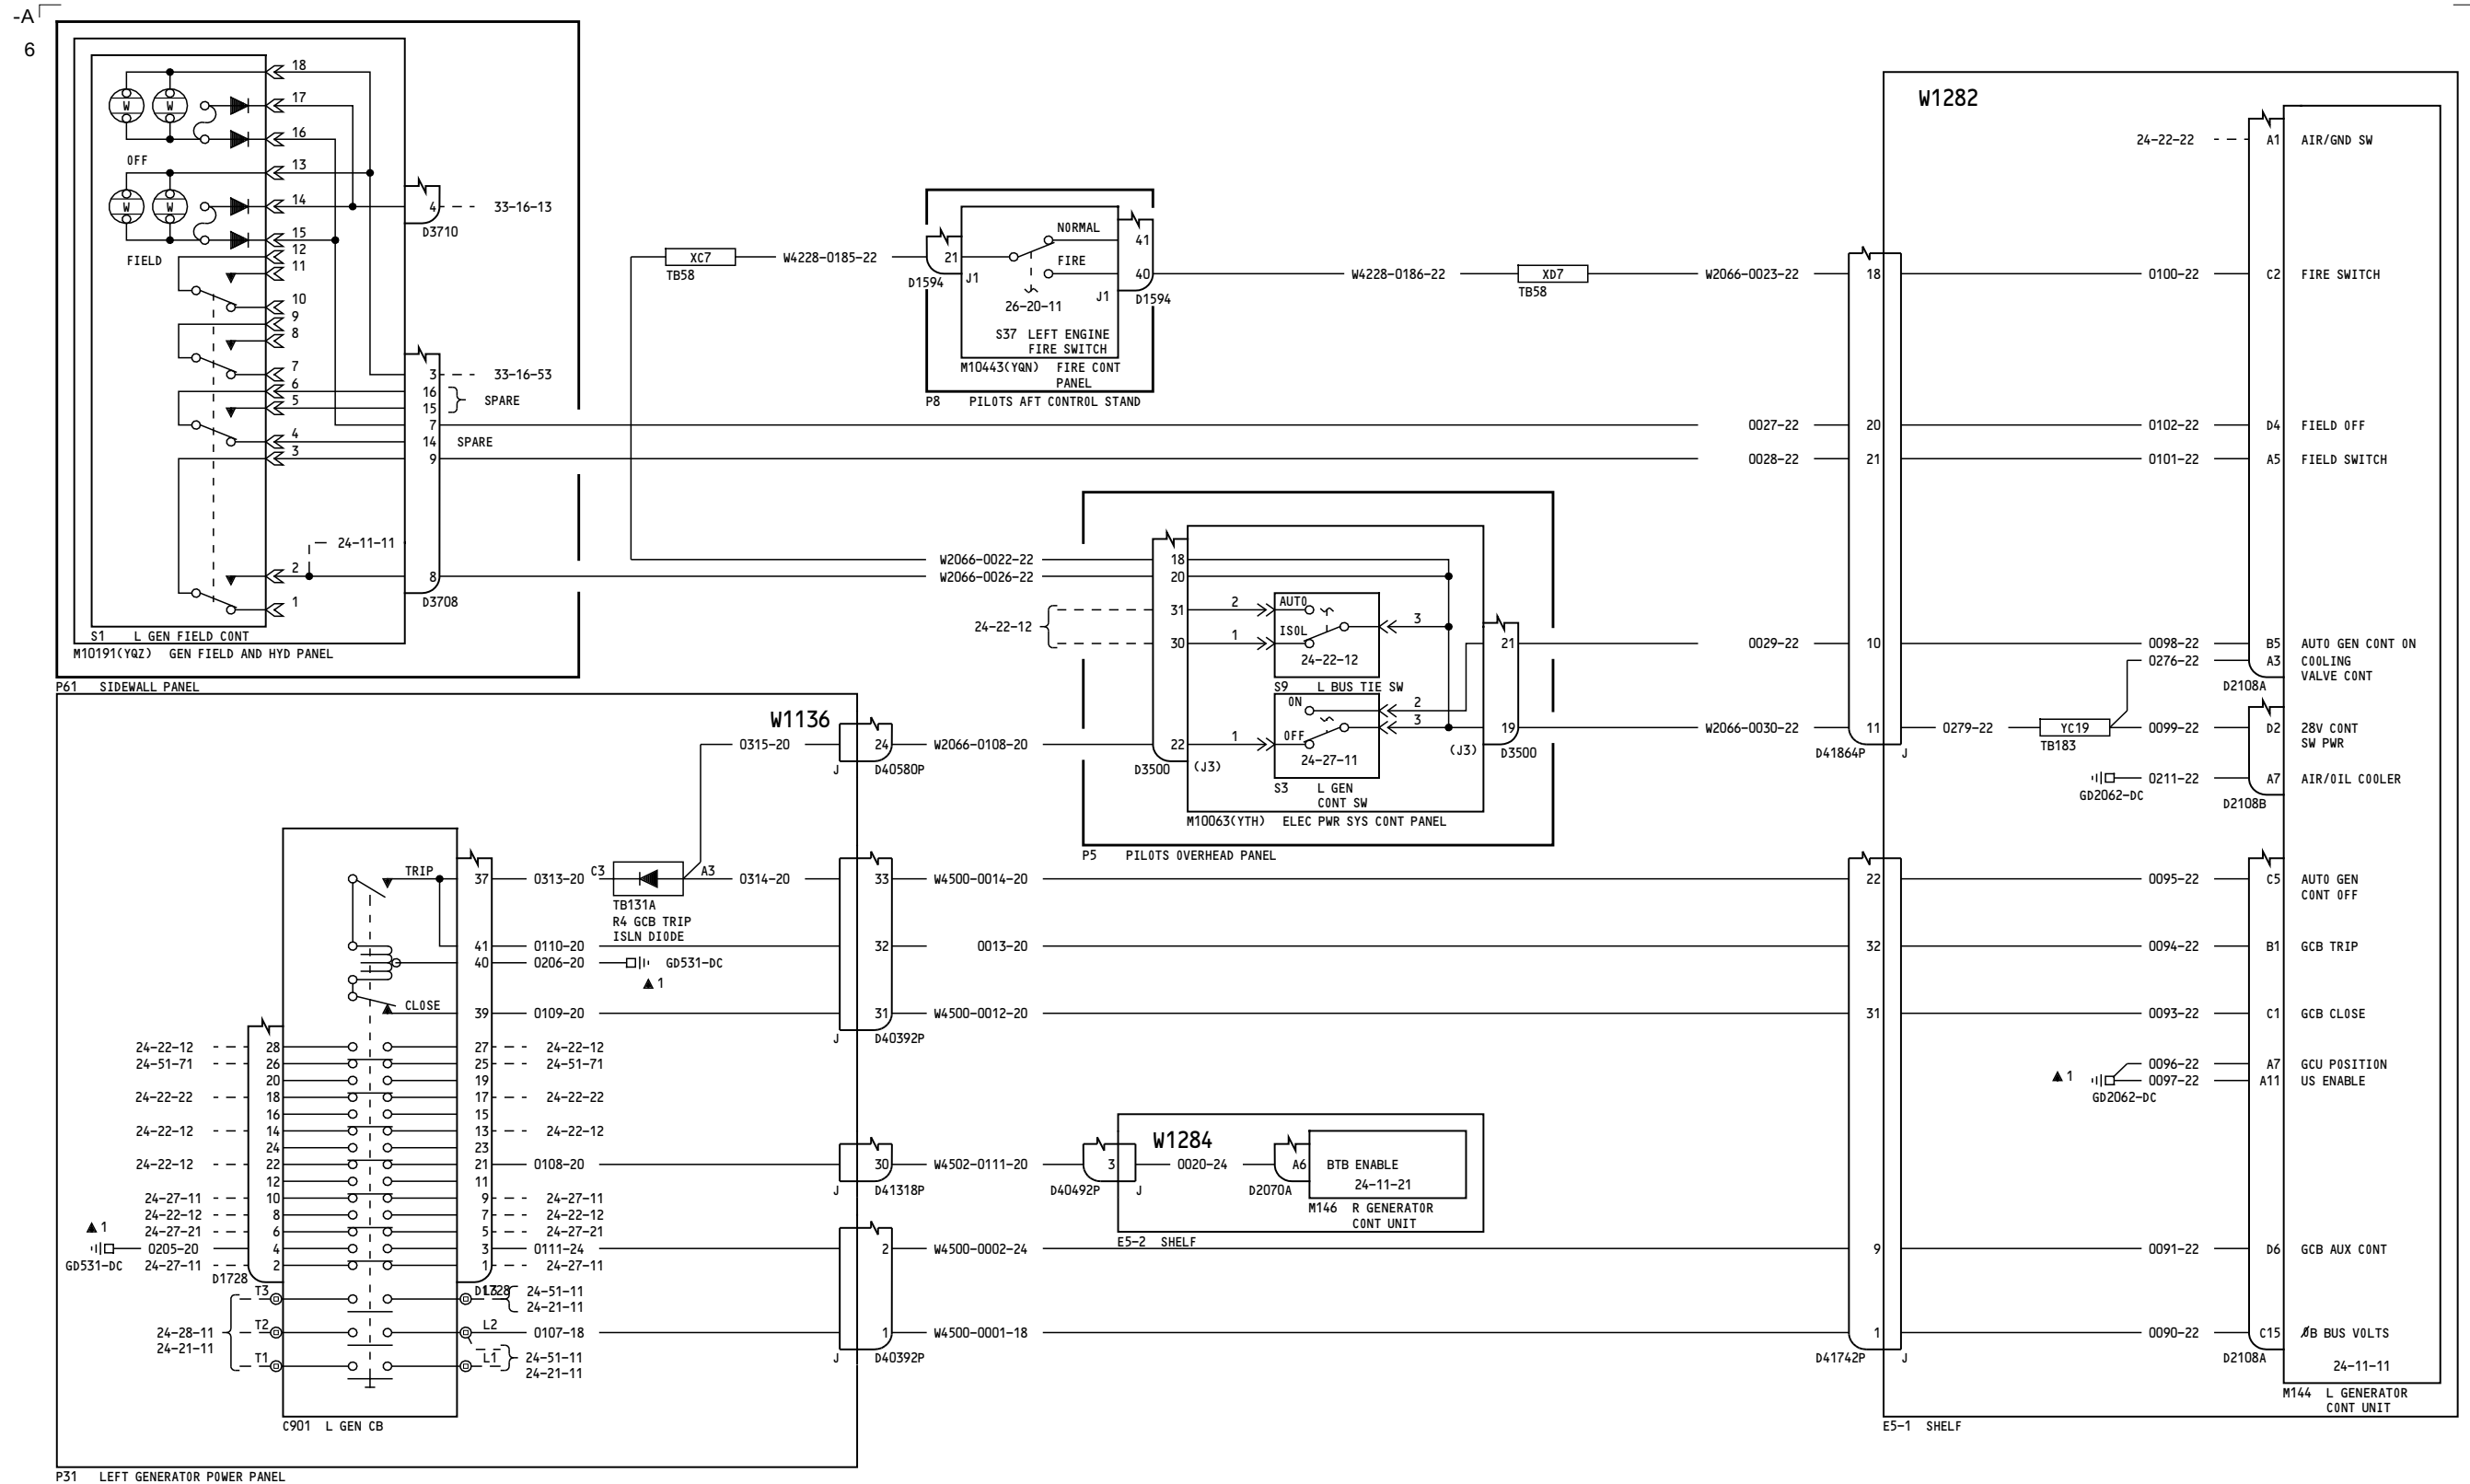 -A
6
18
17
16
OFF
13
14
15
FIELD
12
11
10
9
8
7
6
5
4
3
2
1
W W
W W
4
33-16-13
D3710
3
33-16-53
16
15
SPARE
7
14
SPARE
9
24-11-11
8
D3708
S1 L GEN FIELD CONT
M10191(YQZ) GEN FIELD AND HYD PANEL
P61 SIDEWALL PANEL
XC7
TB58
W4228-0185-22
21
D1594
J1
NORMAL
FIRE
26-20-11
S37 LEFT ENGINE
FIRE SWITCH
41
40
J1
D1594
M10443(YQN) FIRE CONT
PANEL
P8 PILOTS AFT CONTROL STAND
W4228-0186-22
XD7
TB58
W2066-0023-22
18
0027-22
20
0028-22
21
W2066-0022-22
18
W2066-0026-22
20
24-22-12
31
2
30
1
AUTO
ISOL
24-22-12
3
S9 L BUS TIE SW
ON
OFF
24-27-11
2
3
1
22
S3 L GEN
CONT SW
D3500
(J3)
21
19
(J3)
D3500
M10063(YTH) ELEC PWR SYS CONT PANEL
P5 PILOTS OVERHEAD PANEL
0029-22
10
W2066-0030-22
11
D41864P
J
W1282
24-22-22
A1
AIR/GND SW
0100-22
C2
FIRE SWITCH
0102-22
D4
FIELD OFF
0101-22
A5
FIELD SWITCH
0098-22
B5
AUTO GEN CONT ON
0276-22
A3
COOLING
VALVE CONT
D2108A
0279-22
YC19
TB183
0099-22
D2
28V CONT
SW PWR
GD2062-DC
0211-22
A7
AIR/OIL COOLER
D2108B
22
0095-22
C5
AUTO GEN
CONT OFF
32
0094-22
B1
GCB TRIP
31
0093-22
C1
GCB CLOSE
1
GD2062-DC
0096-22
A7
GCU POSITION
0097-22
A11
US ENABLE
9
0091-22
D6
GCB AUX CONT
1
0090-22
C15
ØB BUS VOLTS
D41742P
J
D2108A
24-11-11
M144 L GENERATOR
CONT UNIT
E5-1 SHELF
W1136
0315-20
24
J
D40580P
W2066-0108-20
TRIP
37
0313-20
C3
A3
TB131A
R4 GCB TRIP
ISLN DIODE
0314-20
33
W4500-0014-20
41
0110-20
32
0013-20
40
0206-20
GD531-DC
1
CLOSE
39
0109-20
31
W4500-0012-20
J
D40392P
24-22-12 28 27 24-22-12
24-51-71 26 25 24-51-71
20 19
24-22-22 18 17 24-22-22
16 15
24-22-12 14 13 24-22-12
24 23
24-22-12 22 21 0108-20
12 11
24-27-11 10 9 24-27-11
24-22-12 8 7 24-22-12
24-27-21 6 5 24-27-21
1
GD531-DC
0205-20 4 3 0111-24
24-27-11 2 1 24-27-11
D1728
D1728
T3
L3
24-51-11
24-21-11
24-28-11
24-21-11
T2
L2
0107-18
T1
L1
24-51-11
24-21-11
C901 L GEN CB
30
J
D41318P
W4502-0111-20
2
W4500-0002-24
1
W4500-0001-18
J
D40392P
W1284
3
D40492P
J
0020-24
A6
D2070A
BTB ENABLE
24-11-21
M146 R GENERATOR
CONT UNIT
E5-2 SHELF
P31 LEFT GENERATOR POWER PANEL